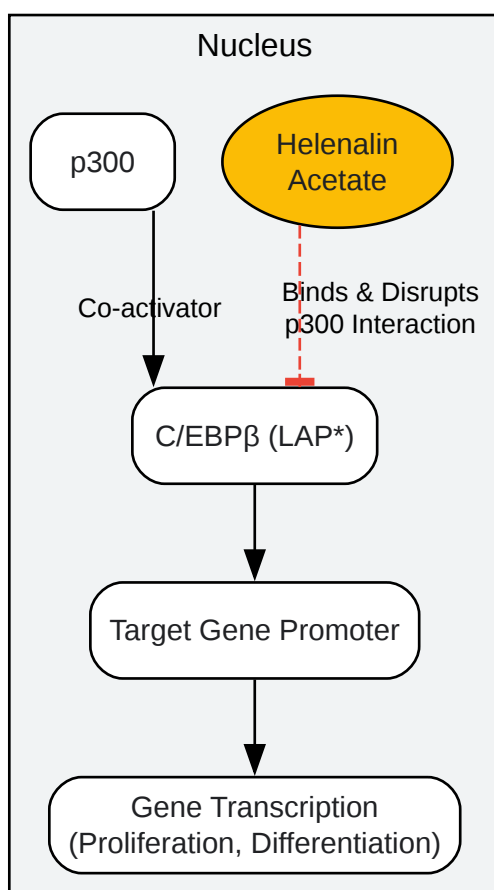 Nucleus
p300
Helenalin
Acetate
Co-activator
Binds & Disrupts
p300 Interaction
C/EBPβ (LAP*)
Target Gene Promoter
Gene Transcription
(Proliferation, Differentiation)